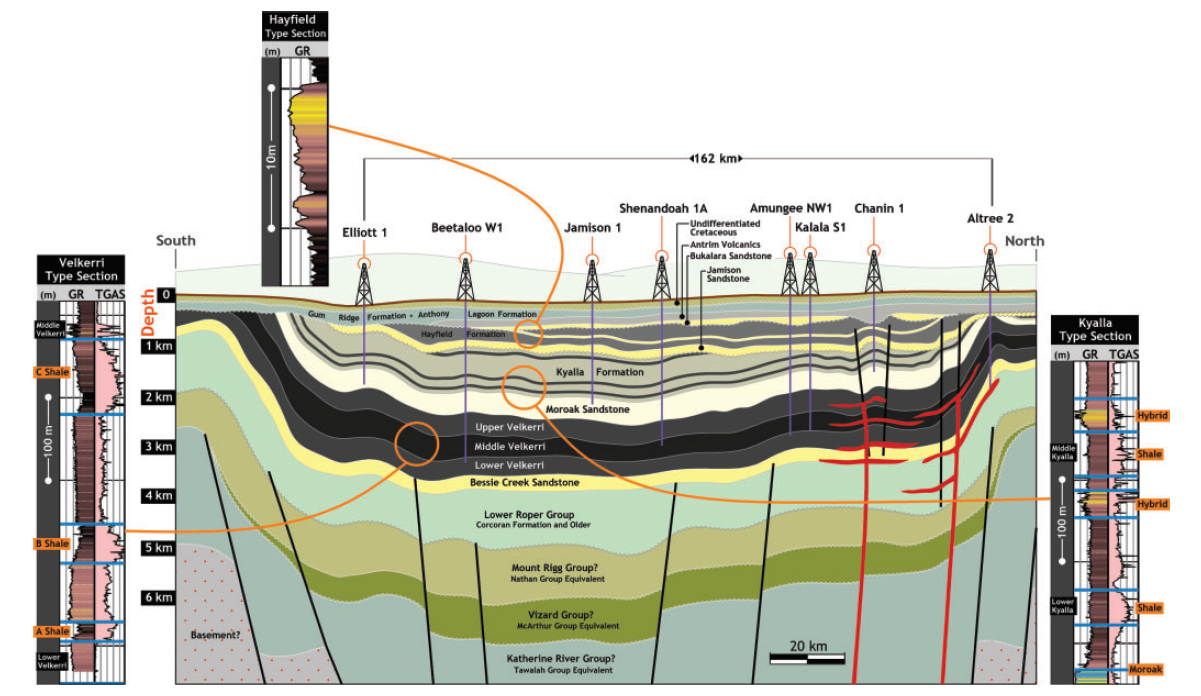 Hayfield
Type Section
(m) GR
10m
162 km
Elliott 1
Beetaloo W1
Jamison 1
Shenandoah 1A
Amungee NW1
Kalala S1
Chanin 1
Altree 2
South
North
Undifferentiated
Cretaceous
Antrim Volcanics
Bukalara Sandstone
Jamison
Sandstone
Depth
0
1 km
2 km
3 km
4 km
5 km
6 km
Gum Ridge Formation - Anthony Lagoon Formation
Hayfield Formation
Kyalla Formation
Moroak Sandstone
Upper Velkerri
Middle Velkerri
Lower Velkerri
Bessie Creek Sandstone
Lower Roper Group
Corcoran Formation and Older
Mount Rigg Group?
Nathan Group Equivalent
Vizard Group?
McArthur Group Equivalent
Katherine River Group?
Tawalah Group Equivalent
Basement?
20 km
Velkerri
Type Section
(m) GR TGAS
Middle
Velkerri
C Shale
100 m
B Shale
A Shale
Lower
Velkerri
Kyalla
Type Section
(m) GR TGAS
Hybrid
Middle
Kyalla
Shale
Hybrid
100 m
Lower
Kyalla
Shale
Moroak